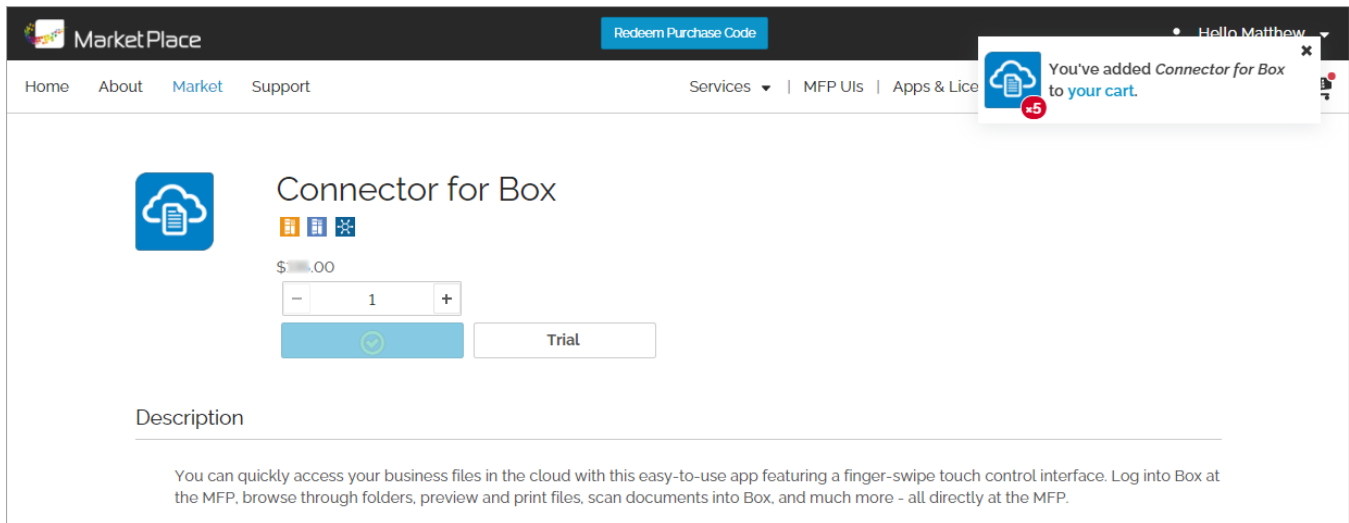 MarketPlace
Redeem Purchase Code
Hello Matthew
Home About Market Support
Services | MFP UIs | Apps & Lice
You've added Connector for Box
to your cart.
x5
Connector for Box
$ .00
− 1 +
Trial
Description
You can quickly access your business files in the cloud with this easy-to-use app featuring a finger-swipe touch control interface. Log into Box at
the MFP, browse through folders, preview and print files, scan documents into Box, and much more - all directly at the MFP.